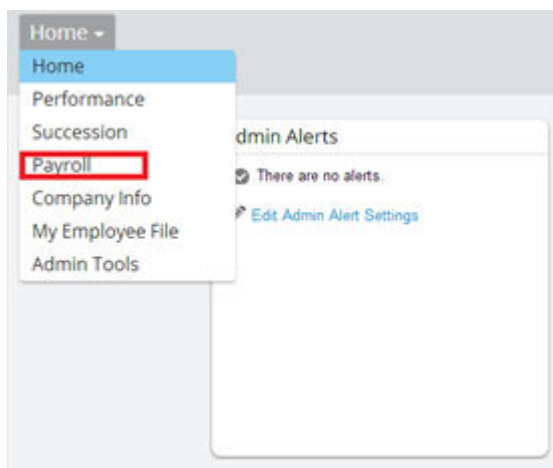 Home
Home
Performance
Succession
Payroll
Company Info
My Employee File
Admin Tools
dmin Alerts
There are no alerts.
Edit Admin Alert Settings